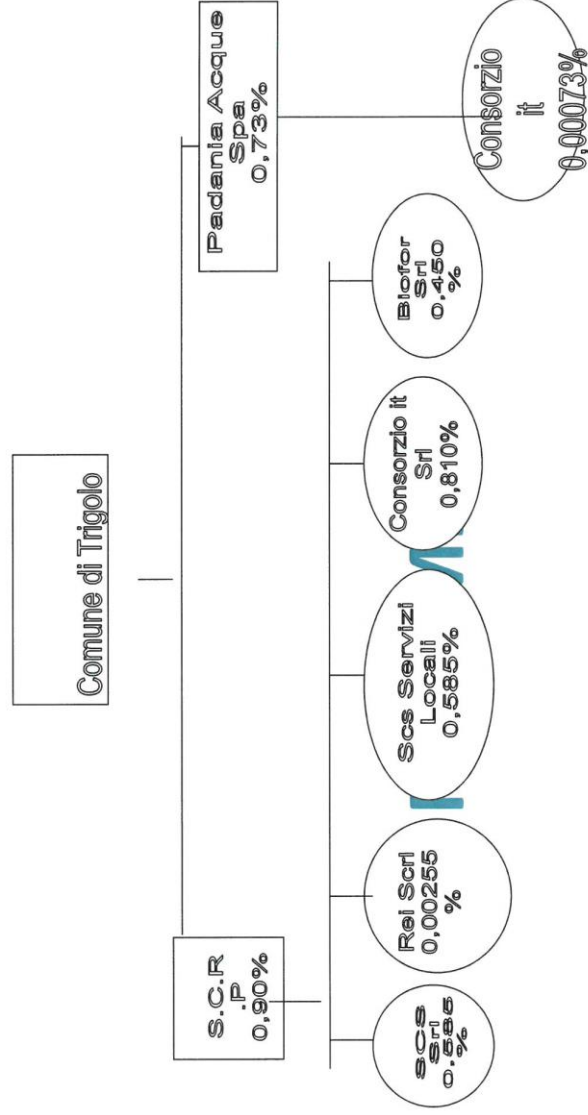 Comune di Trigolo
S.C.R
.P
0,90%
Padania Acque
Spa
0,73%
SCS
Srl
0,585
%
Rei Scrl
0,00255
%
Scs Servizi
Locali
0,585%
Consorzio it
Srl
0,810%
Biofor
Srl
0,450
%
Consorzio
it
0,00073%